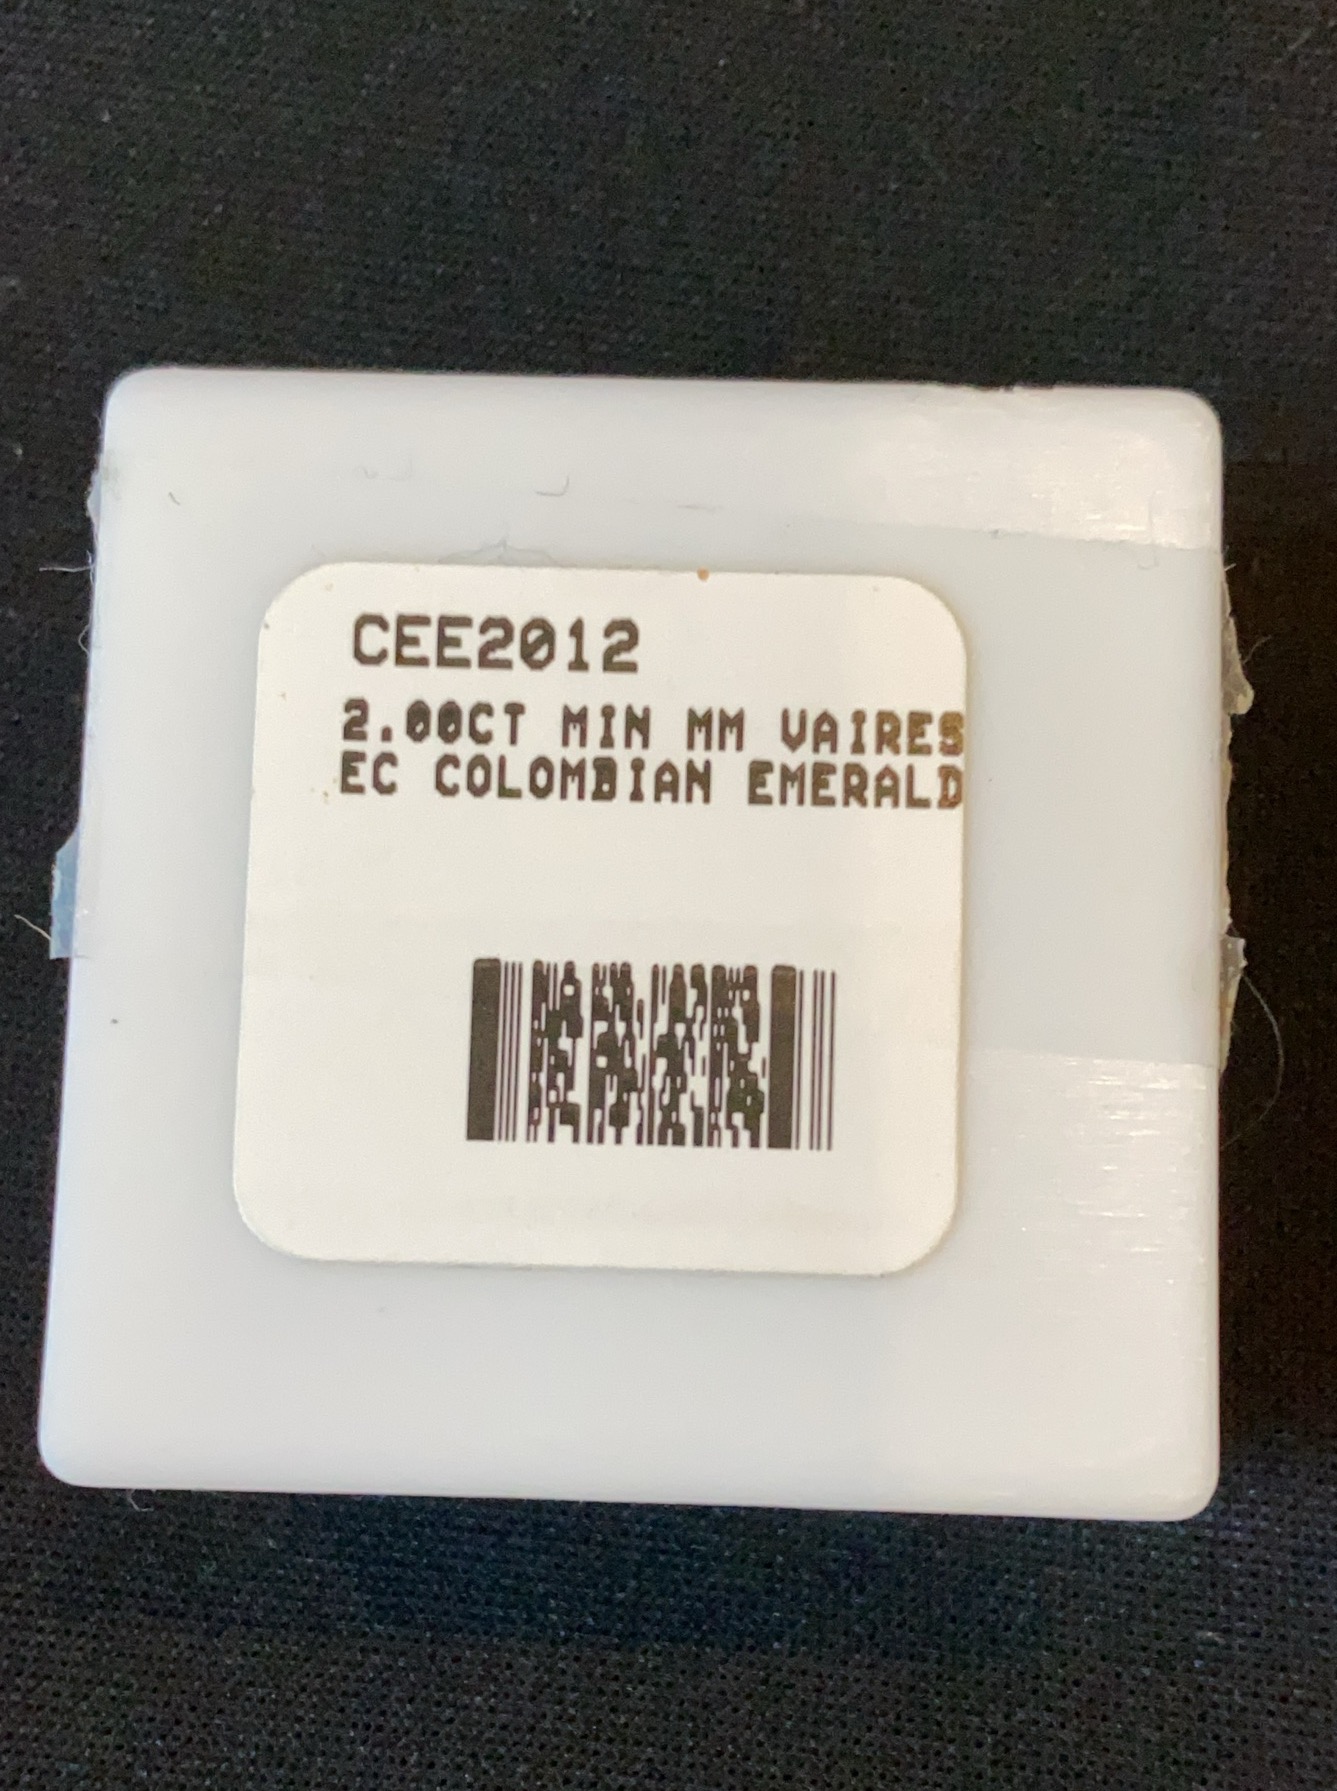 CEE2012
2.00CT MIN MM VAIRES
EC COLOMBIAN EMERALD